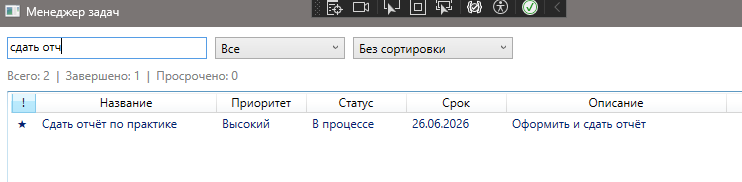 Менеджер задач
сдать отч Все Без сортировки
Всего: 2 | Завершено: 1 | Просрочено: 0
! Название Приоритет Статус Срок Описание
★ Сдать отчёт по практике Высокий В процессе 26.06.2026 Оформить и сдать отчёт